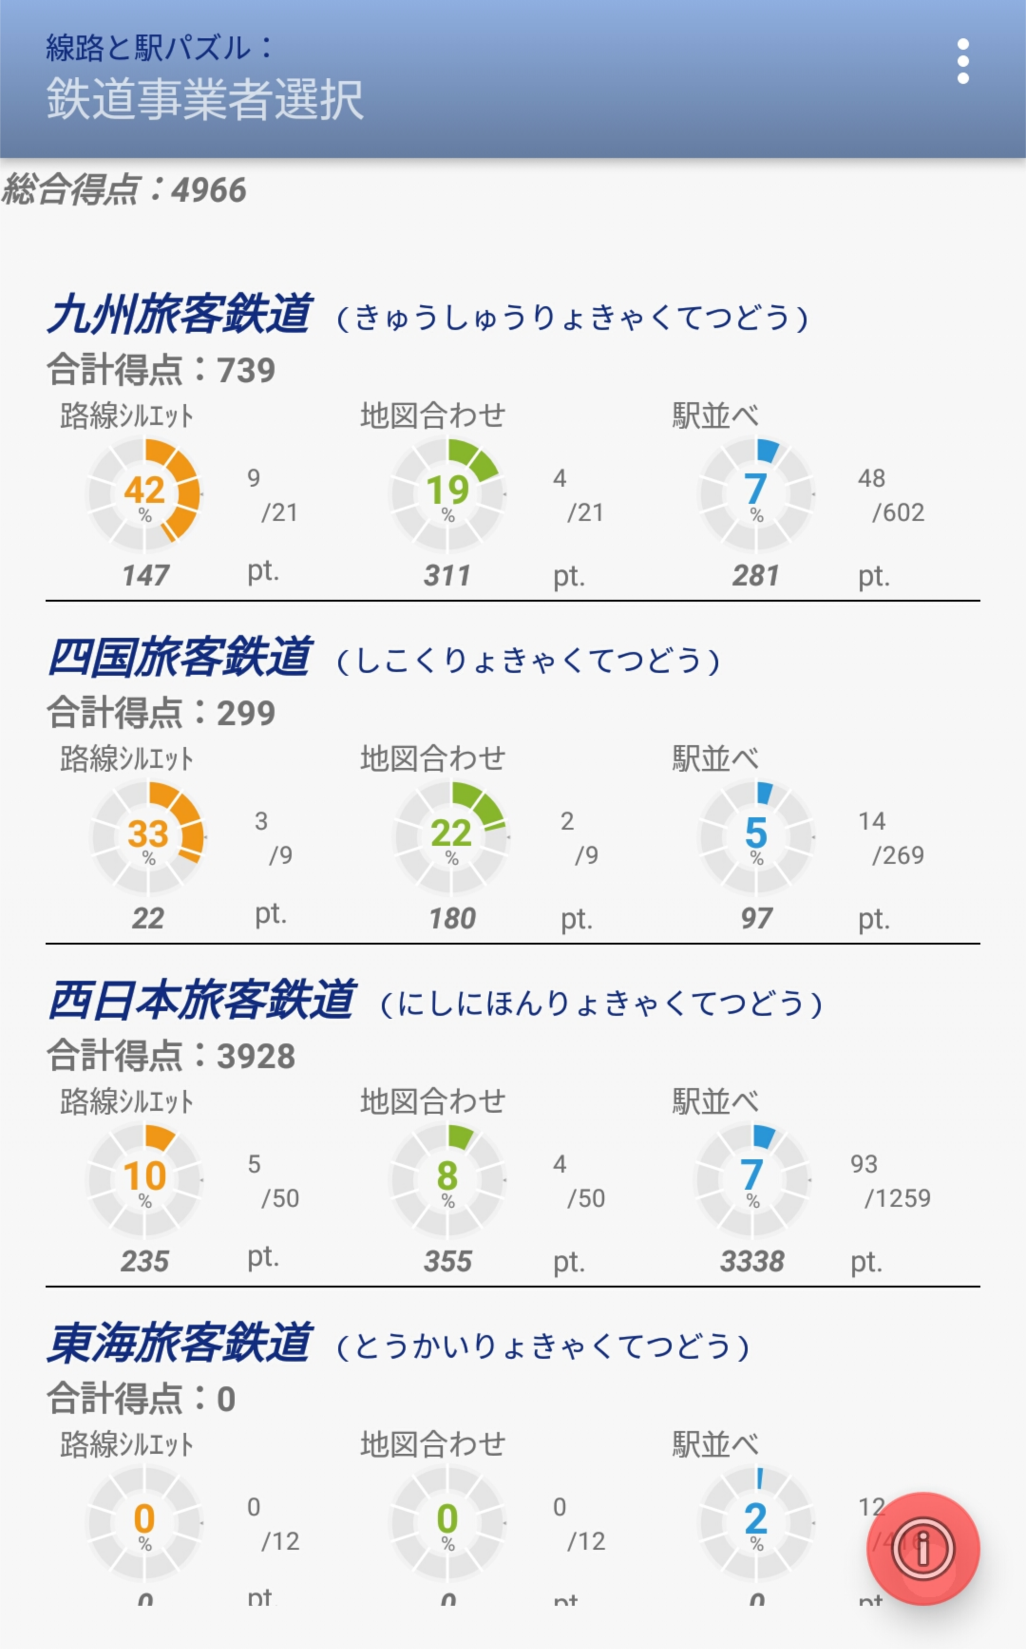 線路と駅パズル：
鉄道事業者選択
総合得点：4966
九州旅客鉄道 （きゅうしゅうりょきゃくてつどう）
合計得点：739
路線ｼﾙｴｯﾄ 地図合わせ 駅並べ
42 % 9 /21 19 % 4 /21 7 % 48 /602
147 pt. 311 pt. 281 pt.
四国旅客鉄道 （しこくりょきゃくてつどう）
合計得点：299
路線ｼﾙｴｯﾄ 地図合わせ 駅並べ
33 % 3 /9 22 % 2 /9 5 % 14 /269
22 pt. 180 pt. 97 pt.
西日本旅客鉄道 （にしにほんりょきゃくてつどう）
合計得点：3928
路線ｼﾙｴｯﾄ 地図合わせ 駅並べ
10 % 5 /50 8 % 4 /50 7 % 93 /1259
235 pt. 355 pt. 3338 pt.
東海旅客鉄道 （とうかいりょきゃくてつどう）
合計得点：0
路線ｼﾙｴｯﾄ 地図合わせ 駅並べ
0 % 0 /12 0 % 0 /12 2 % 12
0 pt. 0 pt. 0 pt.